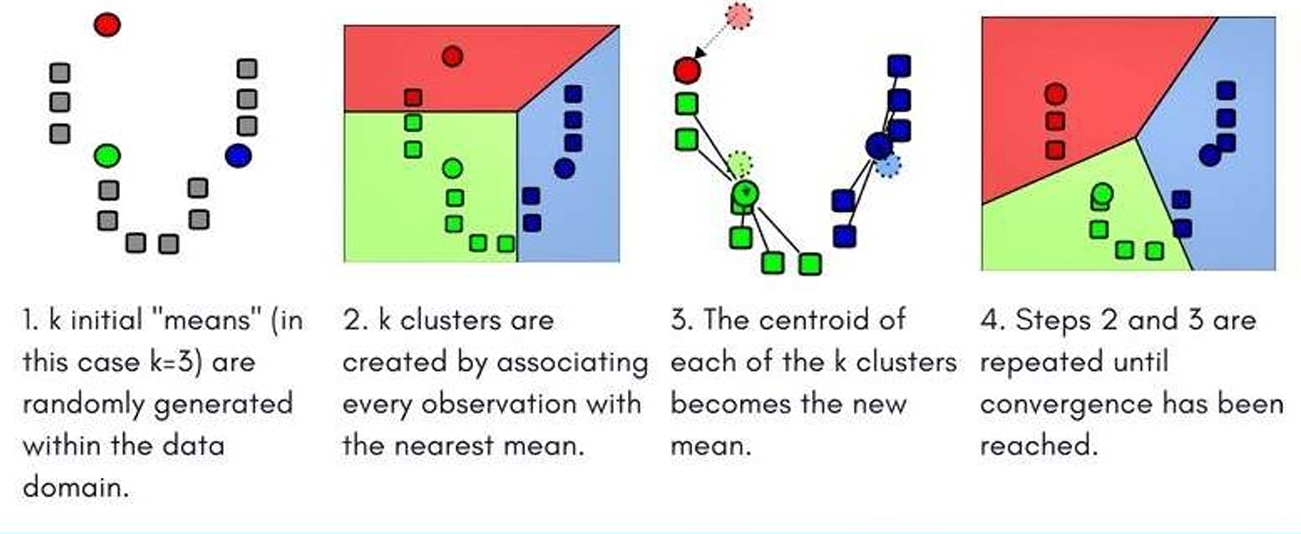 1. k initial "means" (in
this case k=3) are
randomly generated
within the data
domain.
2. k clusters are
created by associating
every observation with
the nearest mean.
3. The centroid of
each of the k clusters
becomes the new
mean.
4. Steps 2 and 3 are
repeated until
convergence has been
reached.